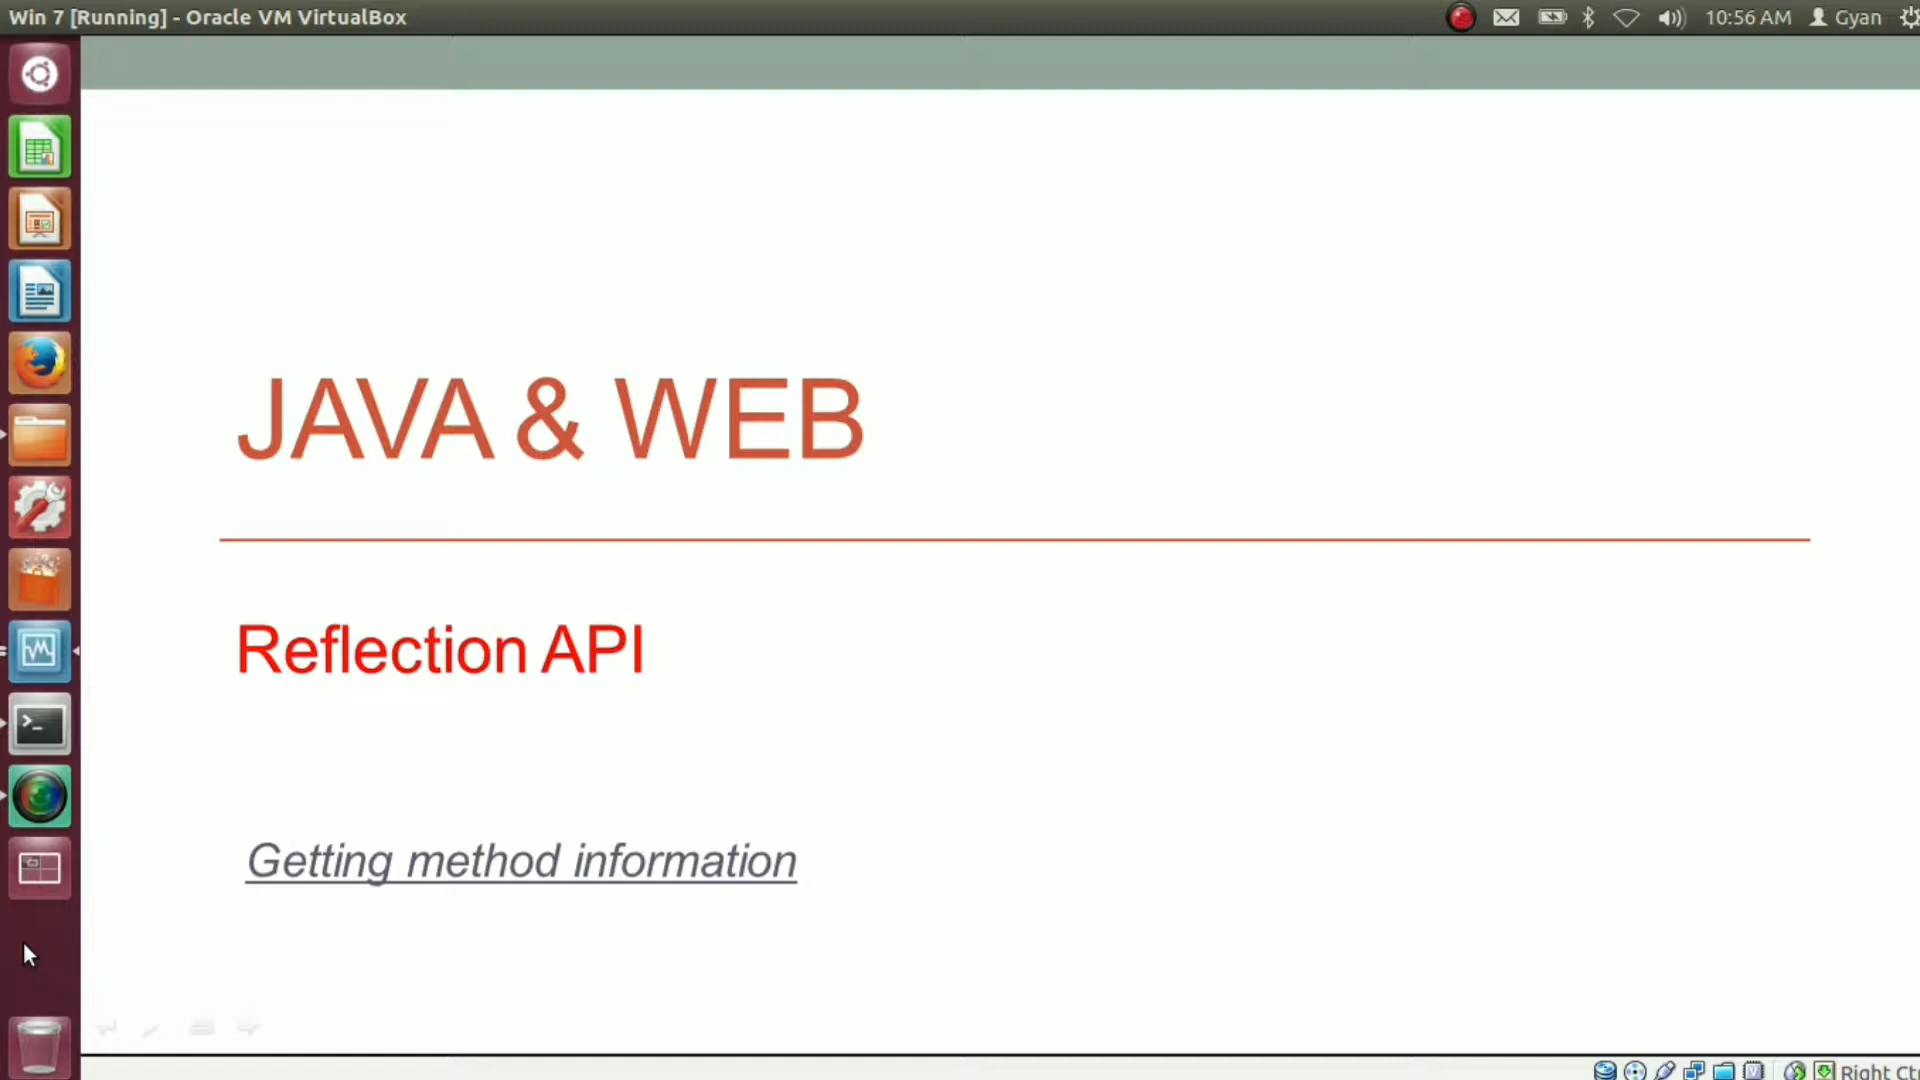 Win 7 [Running] - Oracle VM VirtualBox
10:56 AM
Gyan
JAVA & WEB
Reflection API
Getting method information
Right Ct